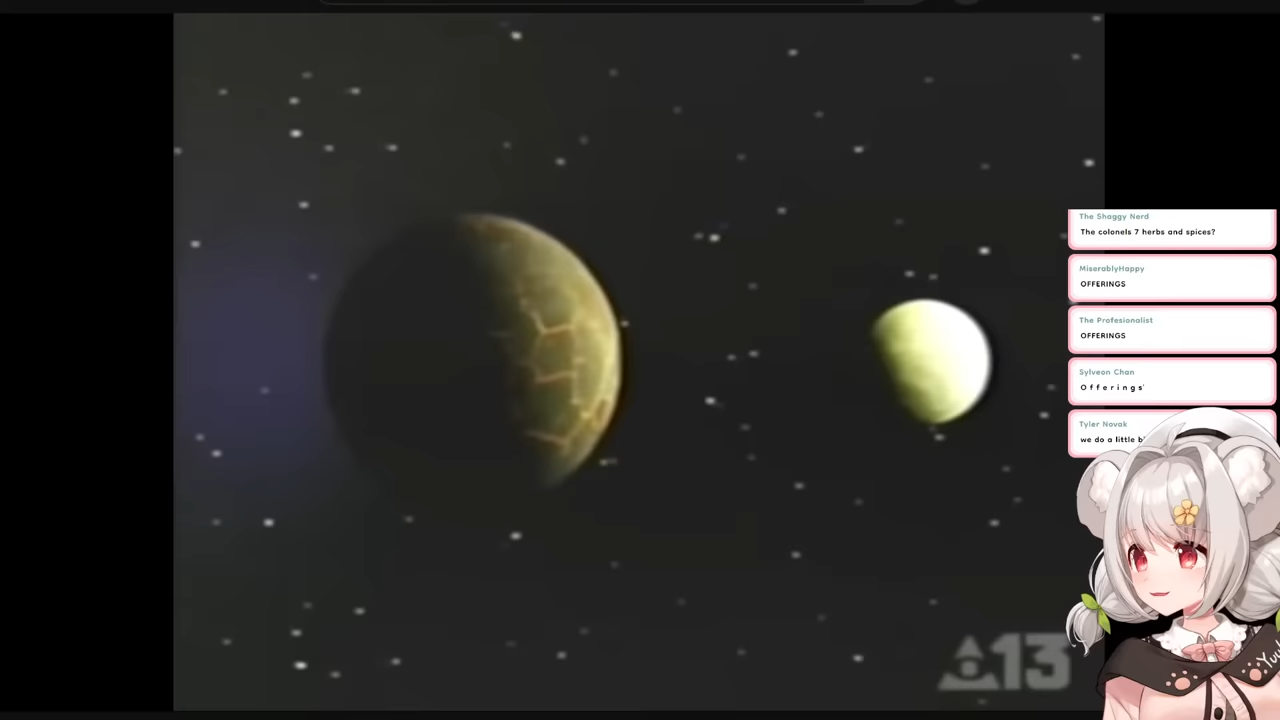 The Shaggy Nerd
The colonels 7 herbs and spices?
MiserablyHappy
OFFERINGS
The Profesionalist
OFFERINGS
Sylveon Chan
O f f e r i n g s'
Tyler Novak
we do a little
13